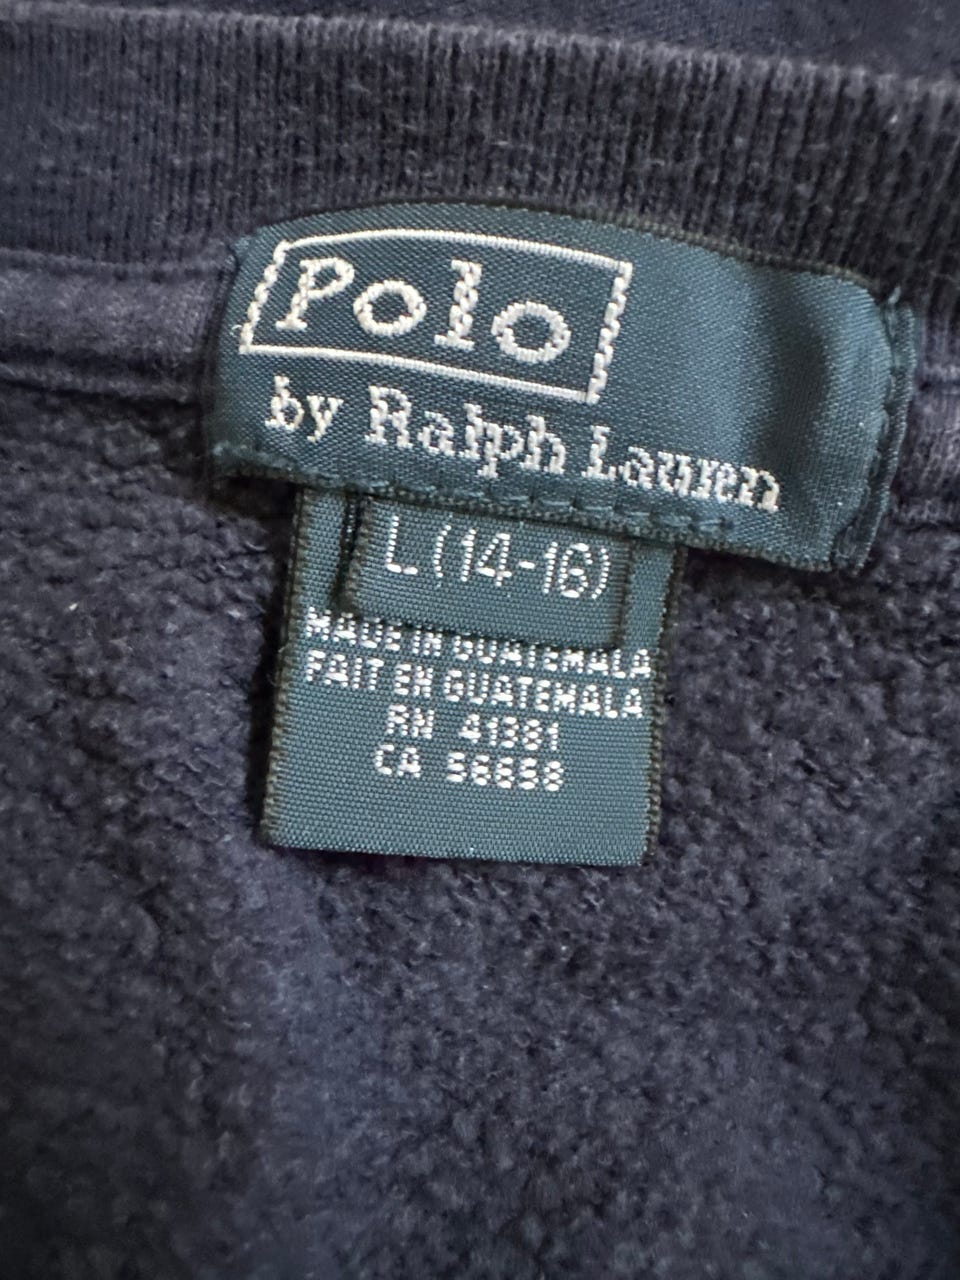 Polo
by Ralph Lauren
L (14-16)
MADE IN GUATEMALA
FAIT EN GUATEMALA
RN 41381
CA 56658